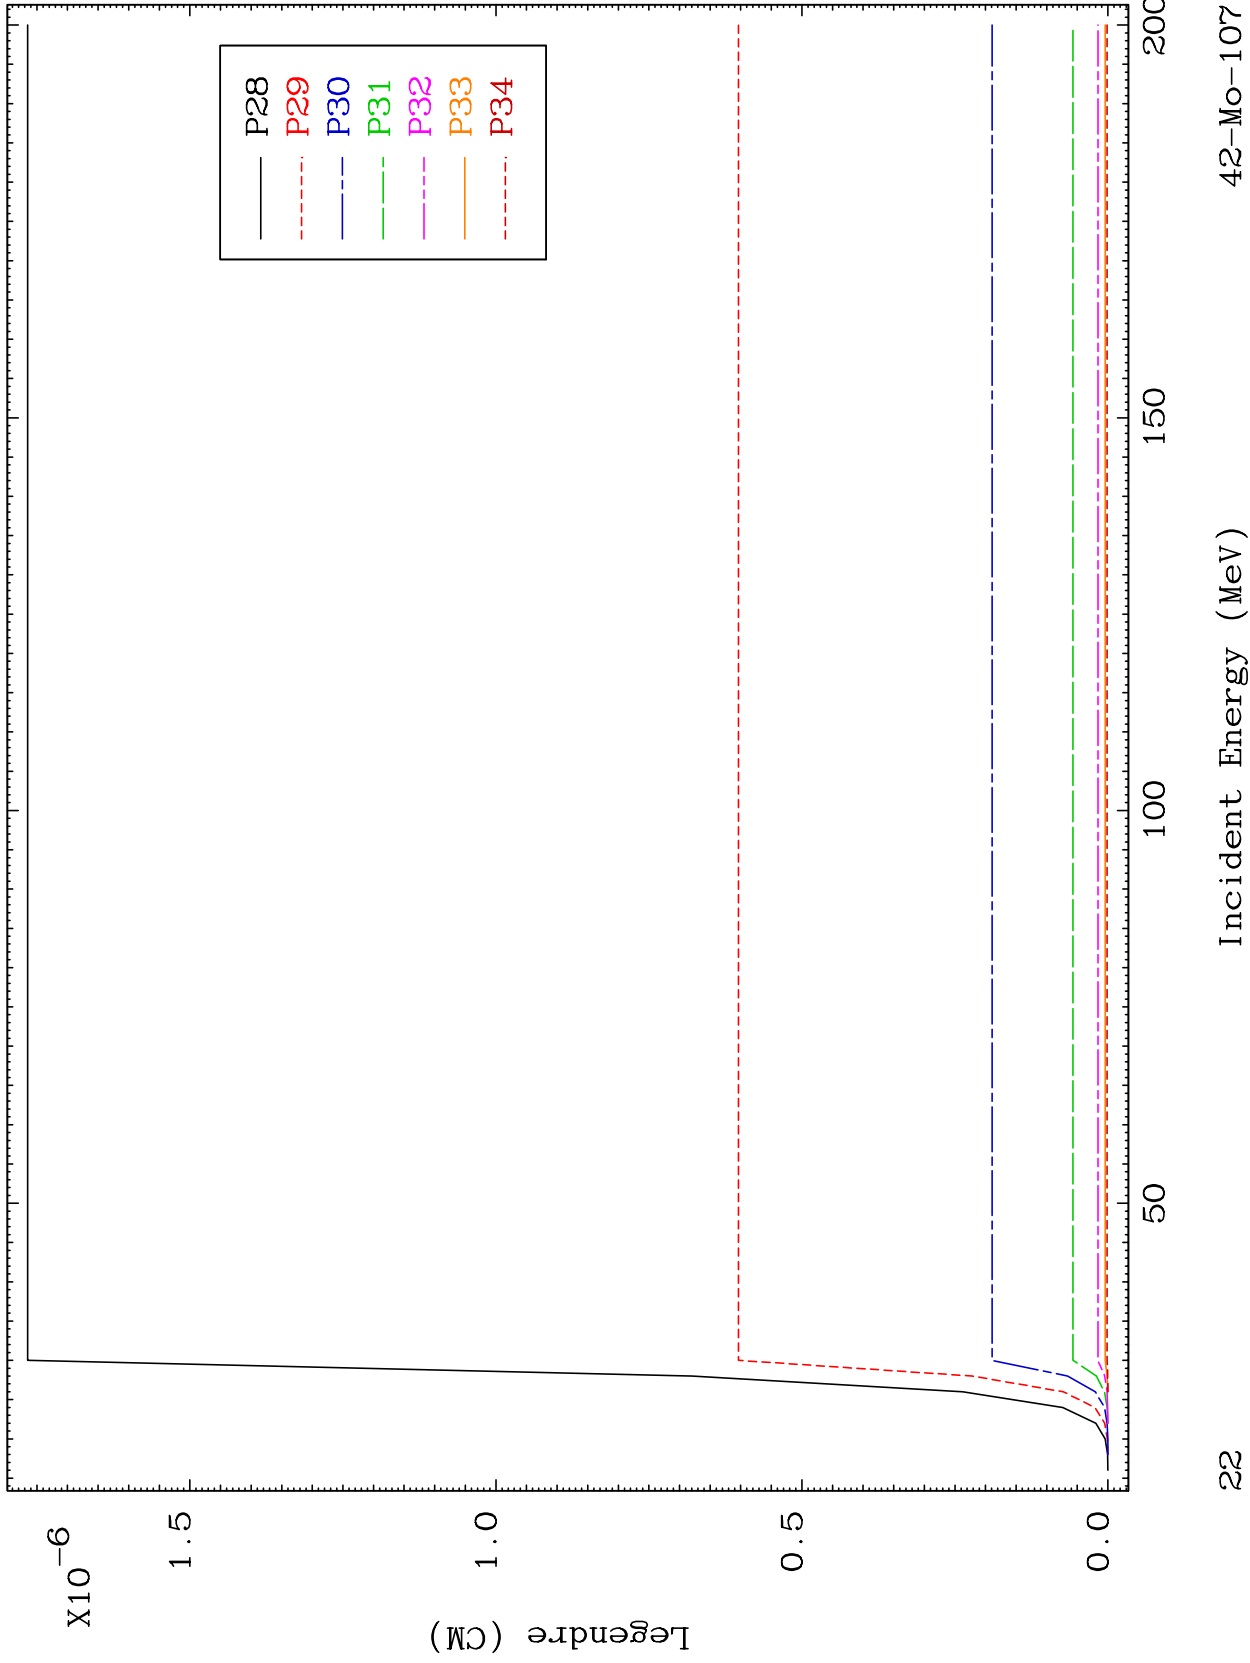 X10-6
1.5
1.0
0.5
0.0
Legendre (CM)
P28
P29
P30
P31
P32
P33
P34
50
100
150
200
22
Incident Energy (MeV)
42-Mo-107